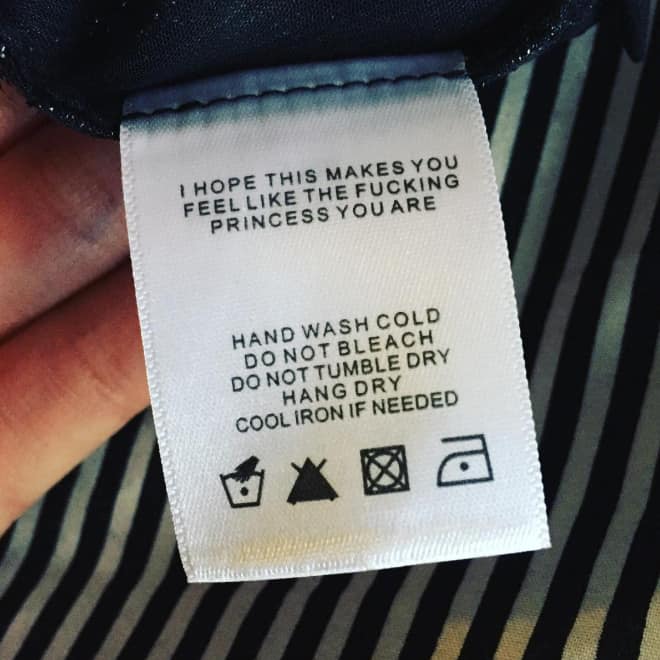 I HOPE THIS MAKES YOU
FEEL LIKE THE FUCKING
PRINCESS YOU ARE
HAND WASH COLD
DO NOT BLEACH
DO NOT TUMBLE DRY
HANG DRY
COOL IRON IF NEEDED